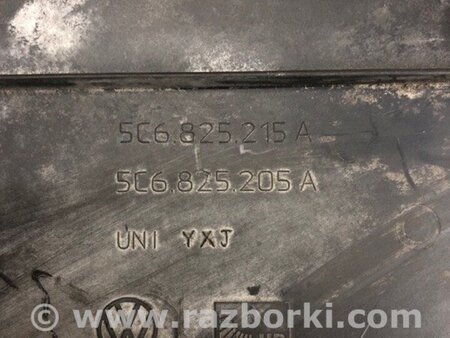 5C6.825.215 A
5C6.825.205 A
UNI YXJ
© www.razborki.com/